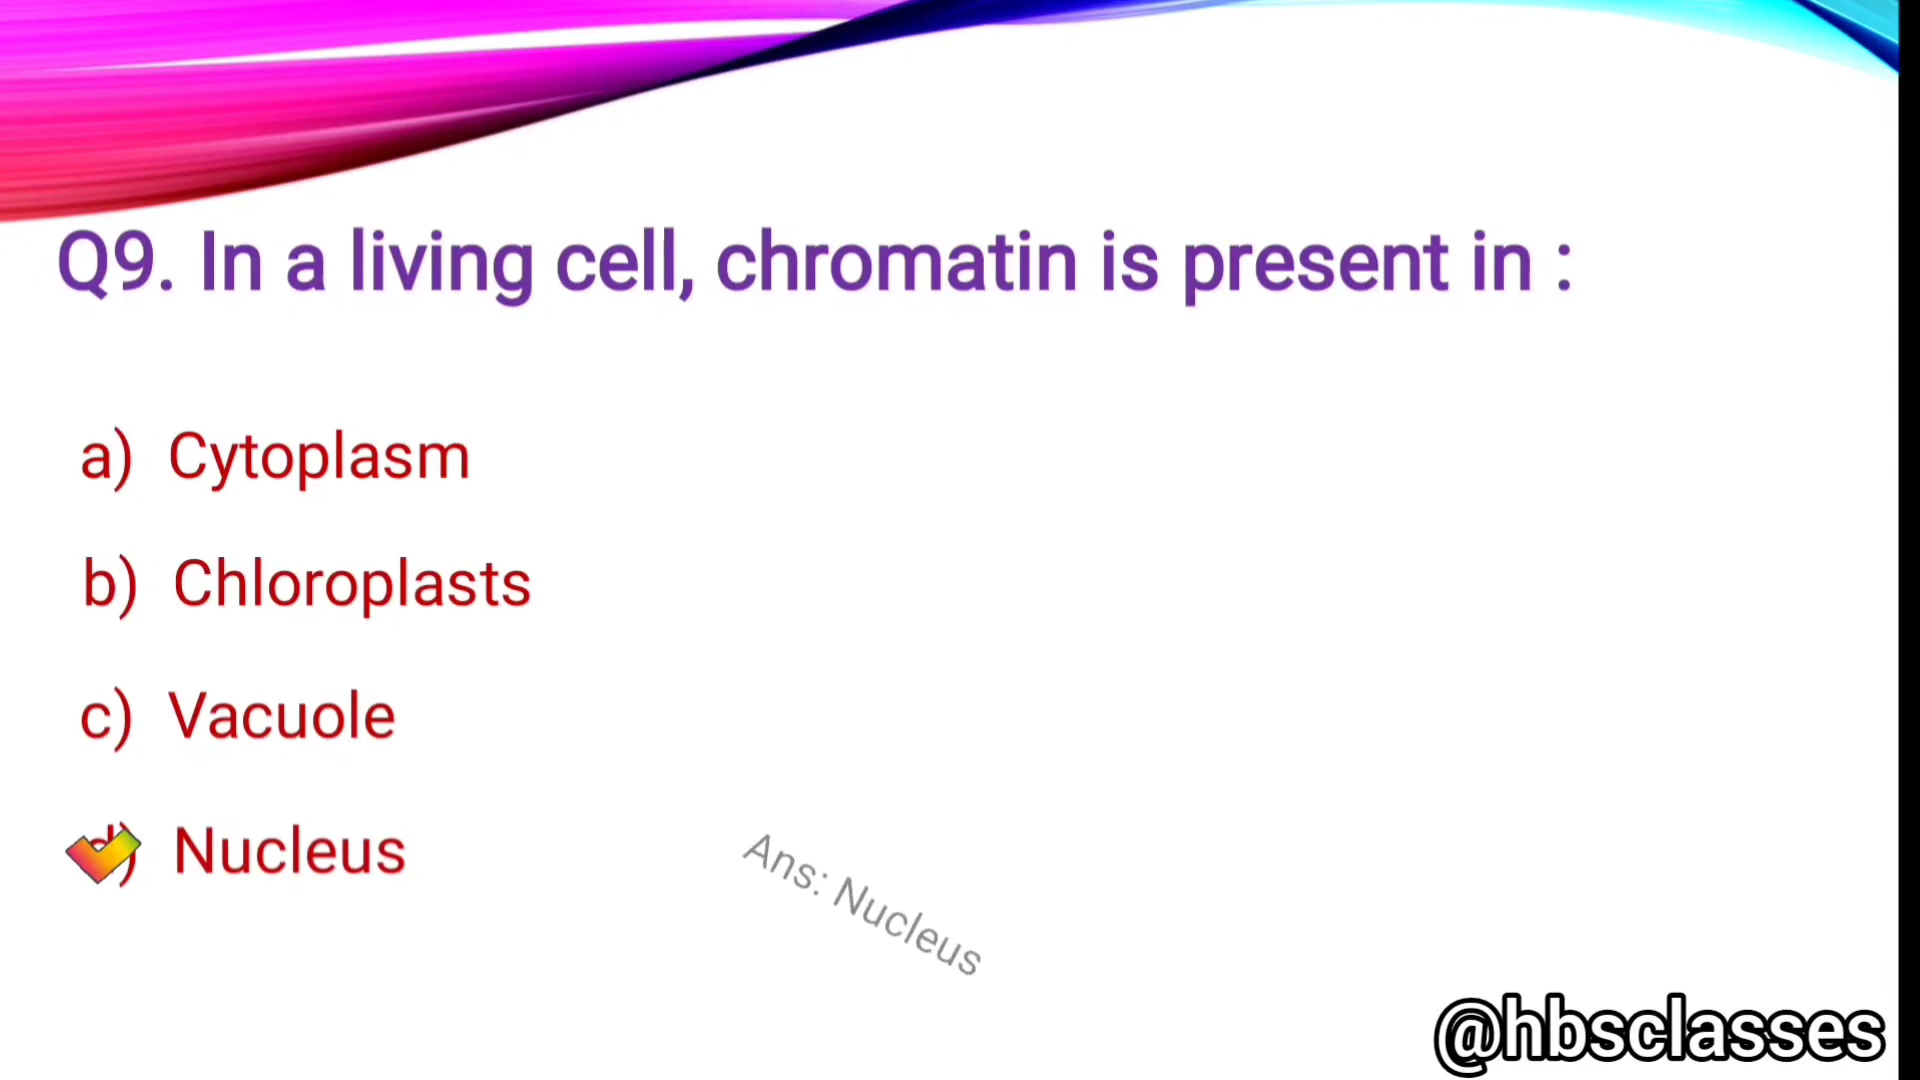 Q9. In a living cell, chromatin is present in :
a) Cytoplasm
b) Chloroplasts
c) Vacuole
d) Nucleus
Ans: Nucleus
@hbsclasses